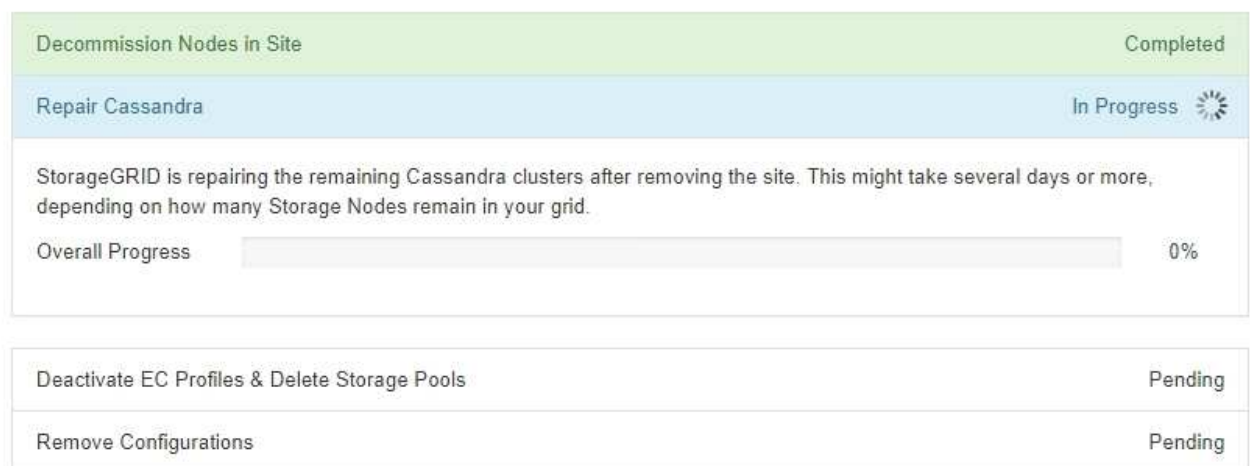 Decommission Nodes in Site Completed
Repair Cassandra In Progress
StorageGRID is repairing the remaining Cassandra clusters after removing the site. This might take several days or more,
depending on how many Storage Nodes remain in your grid.
Overall Progress 0%
Deactivate EC Profiles & Delete Storage Pools Pending
Remove Configurations Pending